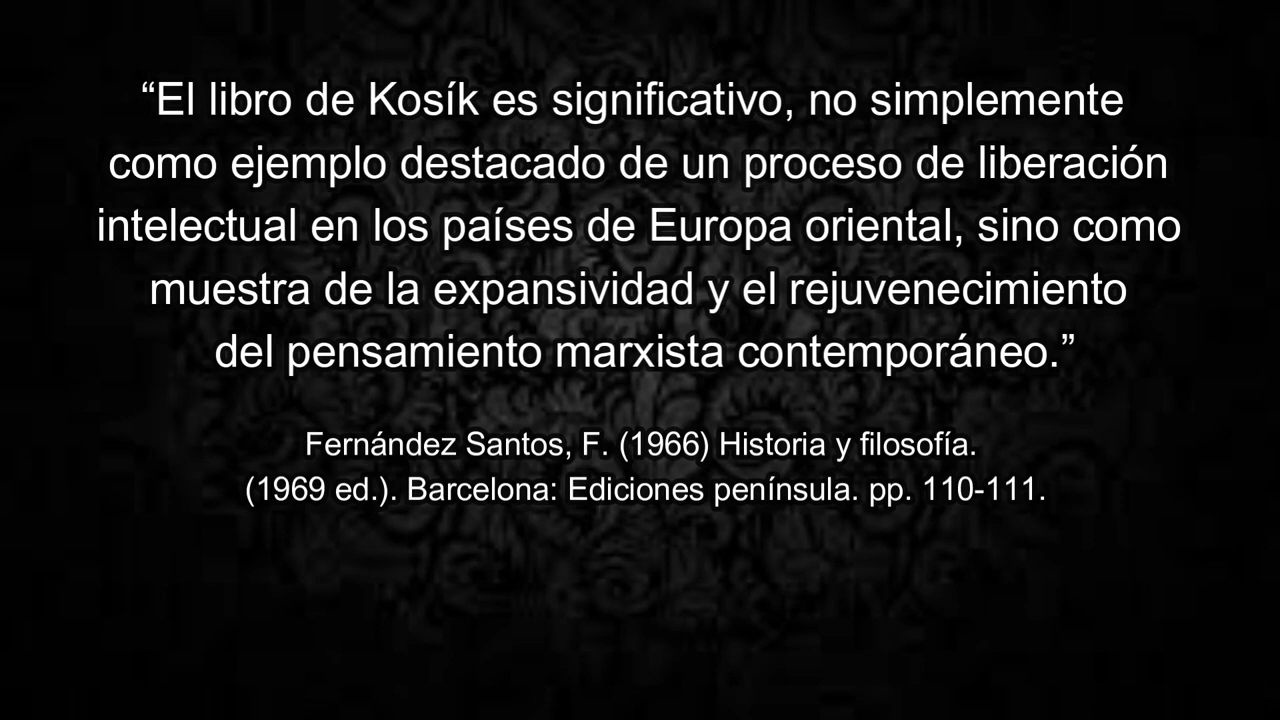 “El libro de Kosík es significativo, no simplemente
como ejemplo destacado de un proceso de liberación
intelectual en los países de Europa oriental, sino como
muestra de la expansividad y el rejuvenecimiento
del pensamiento marxista contemporáneo.”
Fernández Santos, F. (1966) Historia y filosofía.
(1969 ed.). Barcelona: Ediciones península. pp. 110-111.